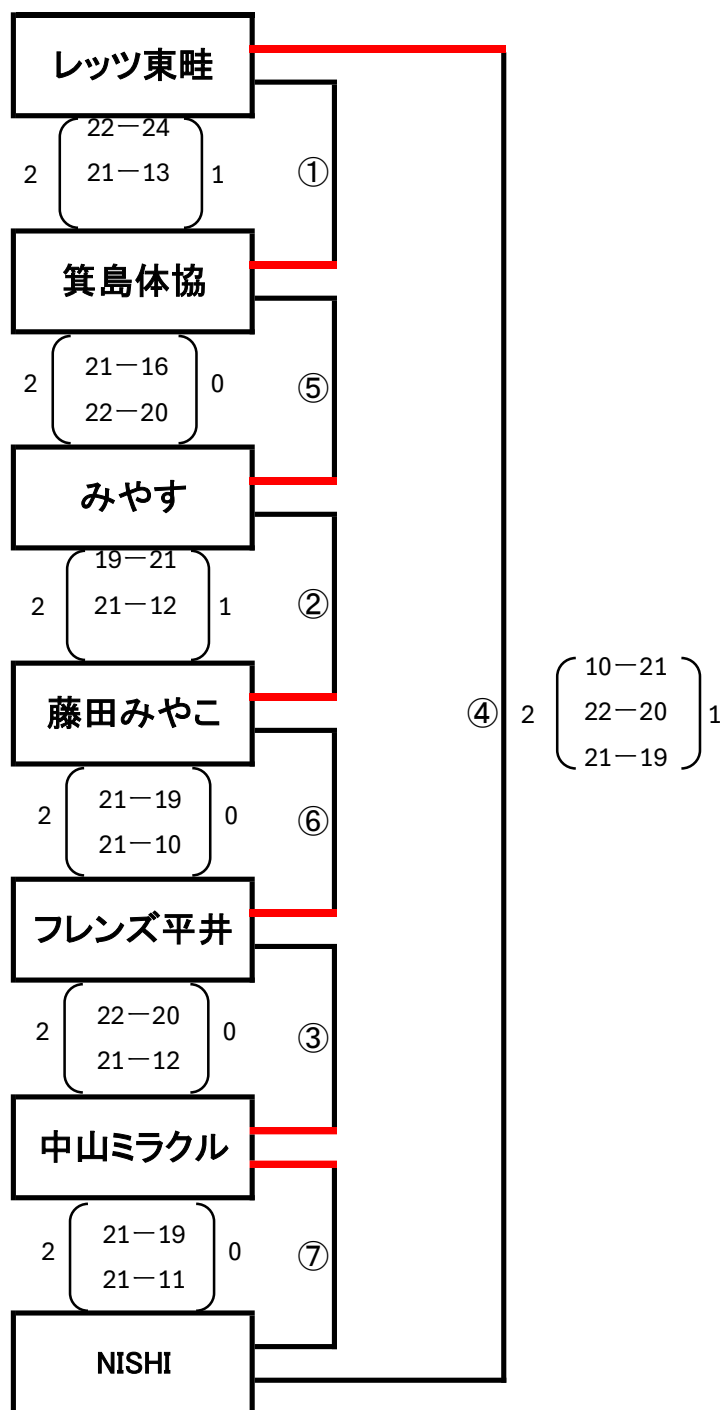 レッツ東畦
22－24
2 21－13 1 ①
箕島体協
21－16
2 0 ⑤
22－20
みやす
19－21
2 21－12 1 ②
藤田みやこ
10－21
④ 2 22－20 1
21－19
21－19
2 0 ⑥
21－10
フレンズ平井
22－20
2 0 ③
21－12
中山ミラクル
21－19
2 0 ⑦
21－11
NISHI